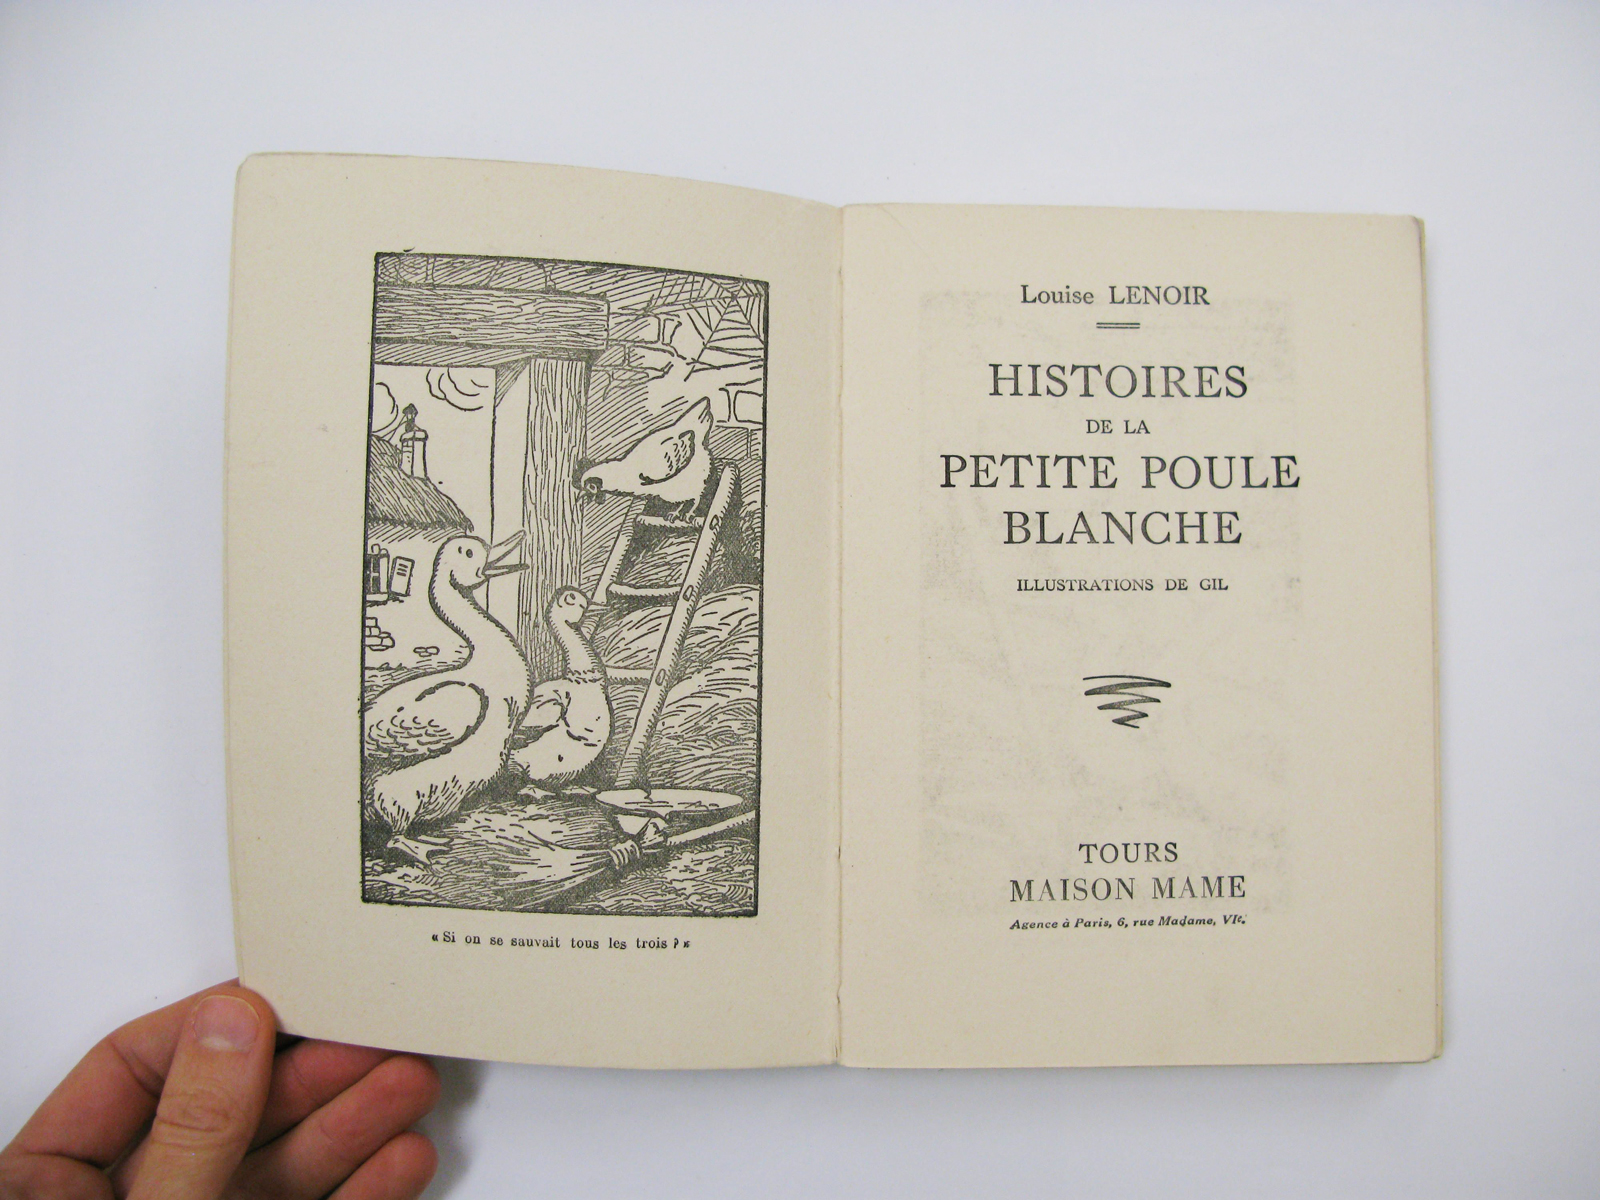 « Si on se sauvait tous les trois ? »
Louise LENOIR
HISTOIRES
DE LA
PETITE POULE
BLANCHE
ILLUSTRATIONS DE GIL
TOURS
MAISON MAME
Agence à Paris, 6, rue Madame, VIe.